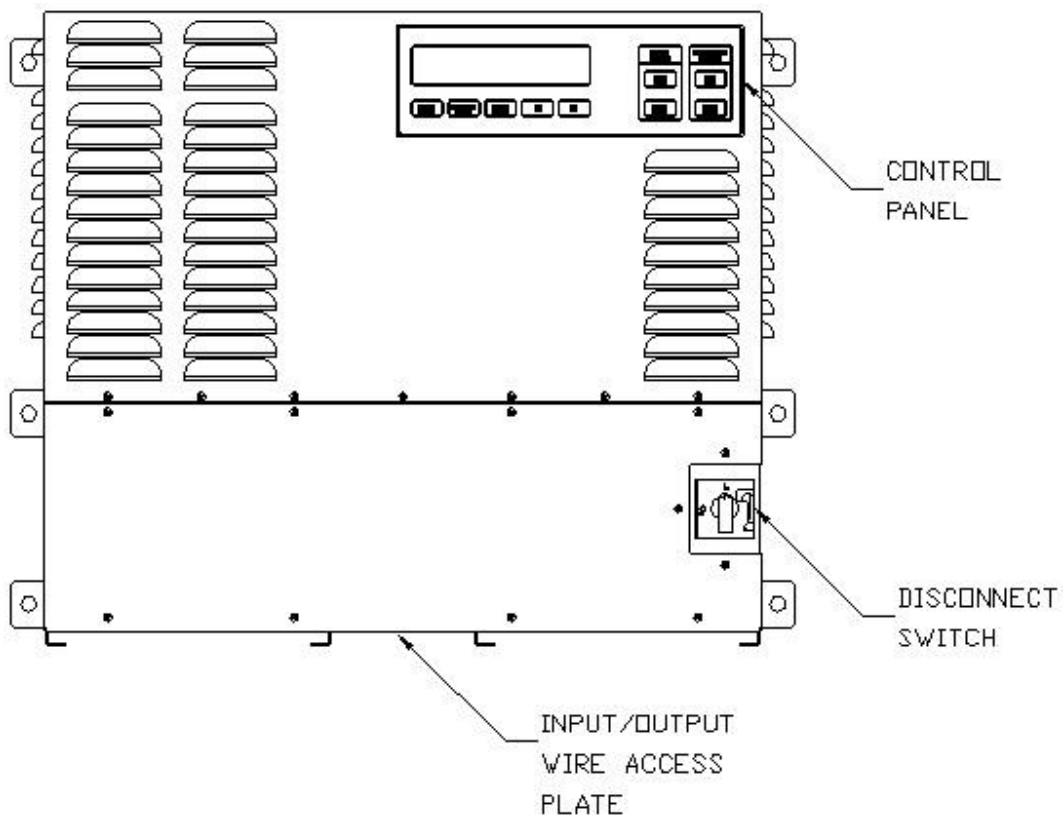 CONTROL
PANEL
DISCONNECT
SWITCH
INPUT/OUTPUT
WIRE ACCESS
PLATE